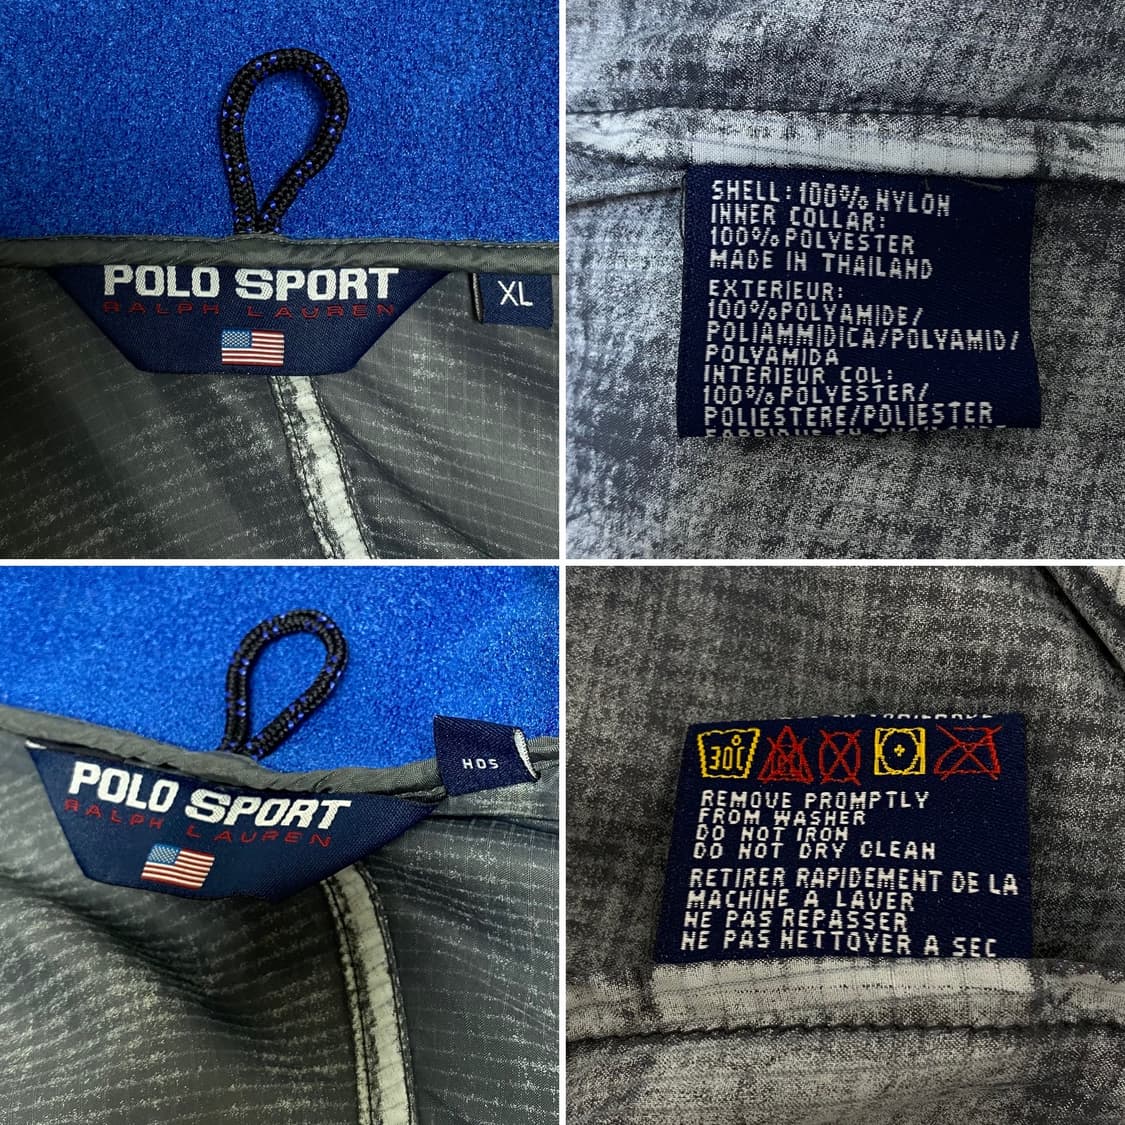 POLO SPORT
RALPH LAUREN
XL
SHELL: 100% NYLON
INNER COLLAR:
100% POLYESTER
MADE IN THAILAND
EXTERIEUR:
100% POLYAMIDE/
POLIAMMIDICA/POLYAMID/
POLYAMIDA
INTERIEUR COL:
100% POLYESTER/
POLIESTERE/POLIESTER
POLO SPORT
RALPH LAUREN
HOS
30C
REMOVE PROMPTLY
FROM WASHER
DO NOT IRON
DO NOT DRY CLEAN
RETIRER RAPIDEMENT DE LA
MACHINE A LAVER
NE PAS REPASSER
NE PAS NETTOYER A SEC